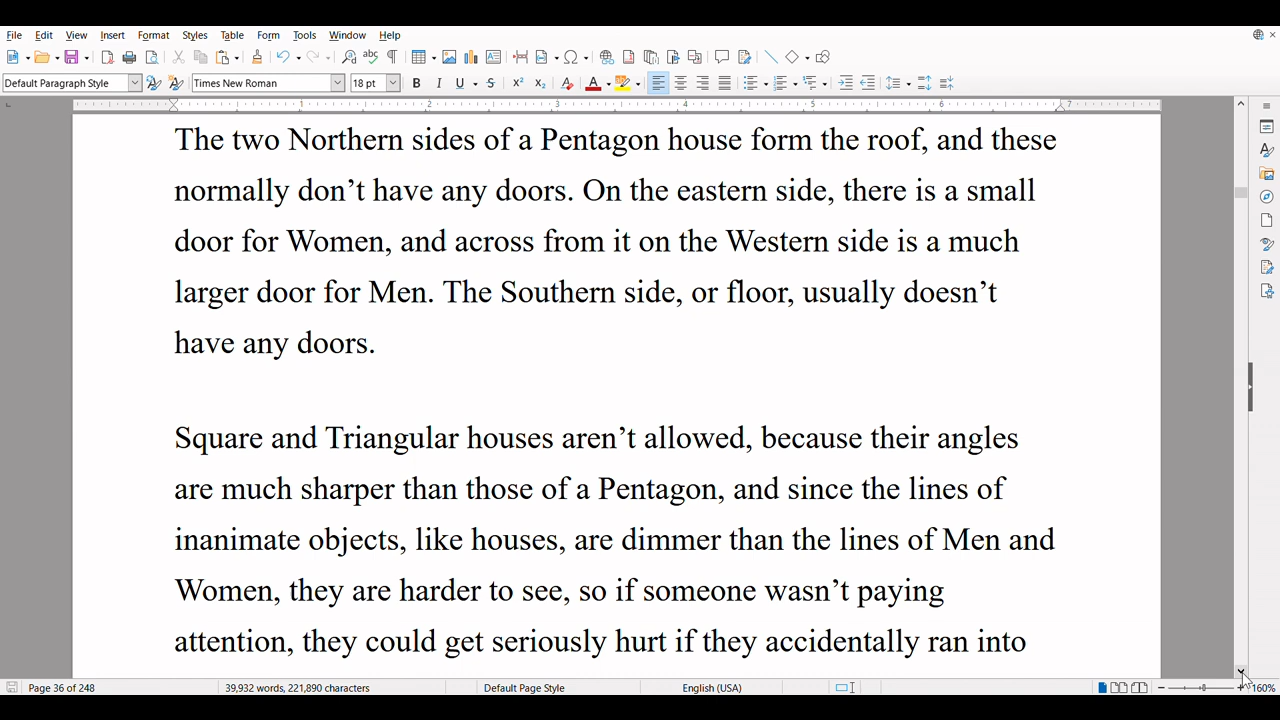 File Edit View Insert Format Styles Table Form Tools Window Help
Default Paragraph Style Times New Roman 18 pt
1 2 3 4 5 6 7
The two Northern sides of a Pentagon house form the roof, and these
normally don’t have any doors. On the eastern side, there is a small
door for Women, and across from it on the Western side is a much
larger door for Men. The Southern side, or floor, usually doesn’t
have any doors.
Square and Triangular houses aren’t allowed, because their angles
are much sharper than those of a Pentagon, and since the lines of
inanimate objects, like houses, are dimmer than the lines of Men and
Women, they are harder to see, so if someone wasn’t paying
attention, they could get seriously hurt if they accidentally ran into
Page 36 of 248 39,932 words, 221,890 characters Default Page Style English (USA) 160%